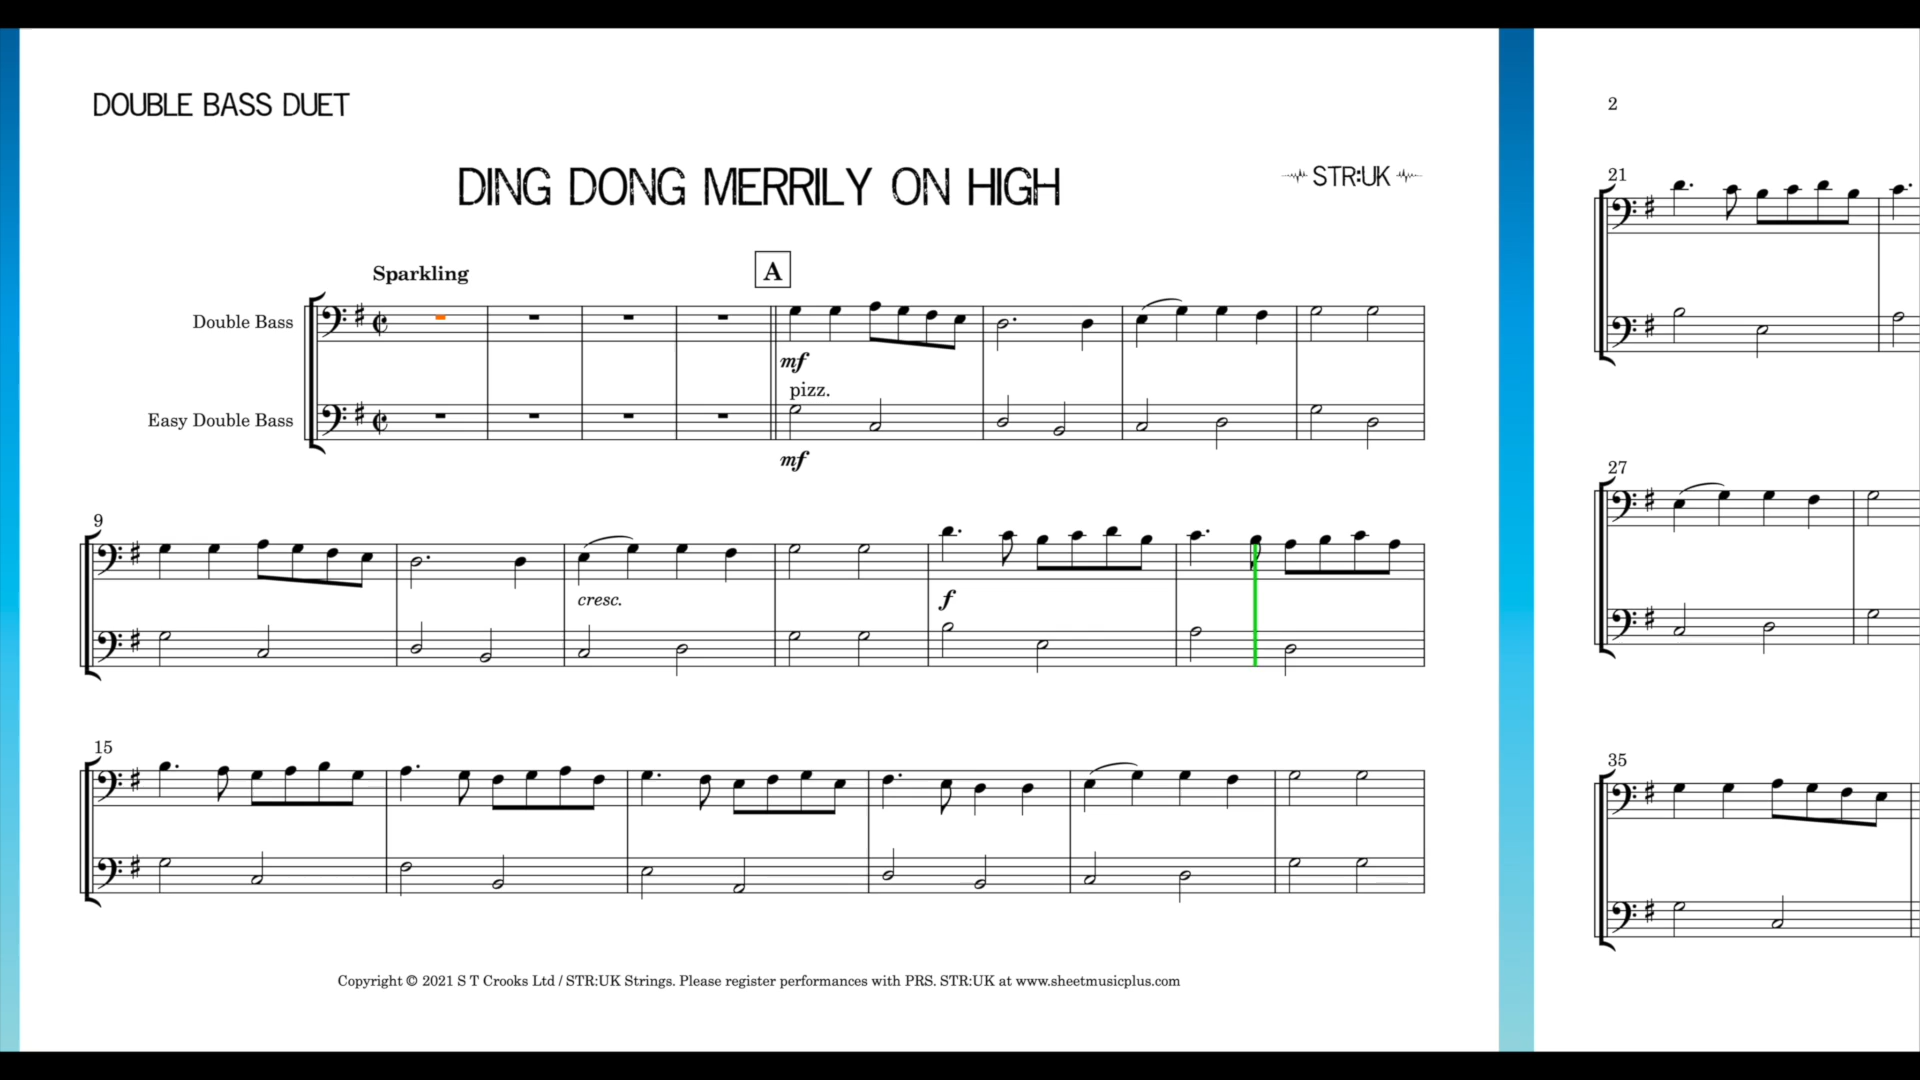 DOUBLE BASS DUET
DING DONG MERRILY ON HIGH
STR:UK
Sparkling
A
Double Bass
mf
pizz.
Easy Double Bass
mf
9
cresc.
f
15
Copyright © 2021 S T Crooks Ltd / STR:UK Strings. Please register performances with PRS. STR:UK at www.sheetmusicplus.com
2
21
27
35